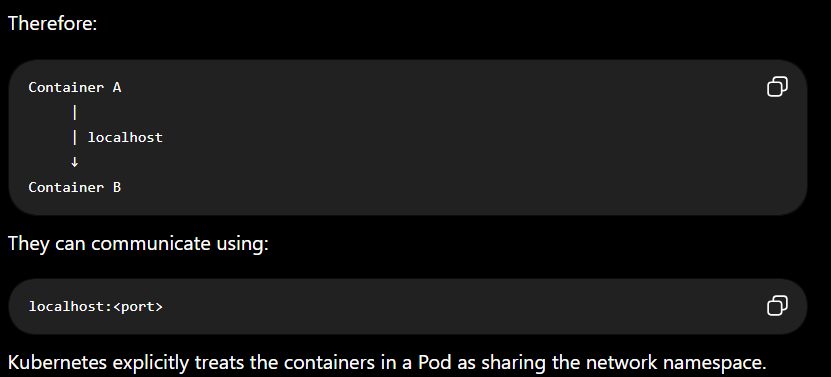 Therefore:
Container A
     |
     | localhost
     ↓
Container B
They can communicate using:
localhost:<port>
Kubernetes explicitly treats the containers in a Pod as sharing the network namespace.